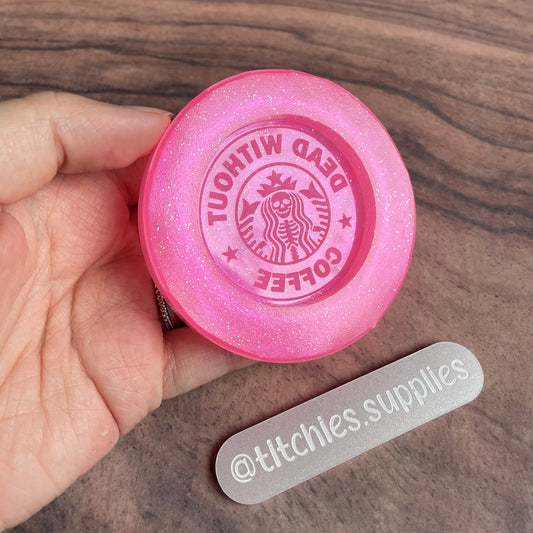 DEAD WITHOUT
COFFEE
@titchies.supplies